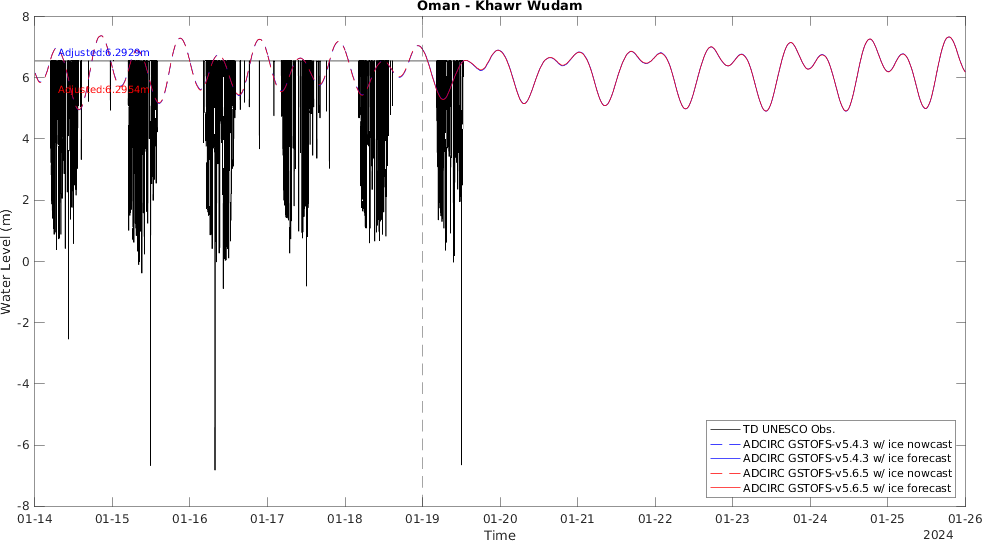 Oman - Khawr Wudam
Adjusted:6.2929m
Adjusted:6.2954m
Water Level (m)
8
6
4
2
0
-2
-4
-6
-8
01-14
01-15
01-16
01-17
01-18
01-19
01-20
01-21
01-22
01-23
01-24
01-25
01-26
Time
2024
TD UNESCO Obs.
ADCIRC GSTOFS-v5.4.3 w/ ice nowcast
ADCIRC GSTOFS-v5.4.3 w/ ice forecast
ADCIRC GSTOFS-v5.6.5 w/ ice nowcast
ADCIRC GSTOFS-v5.6.5 w/ ice forecast